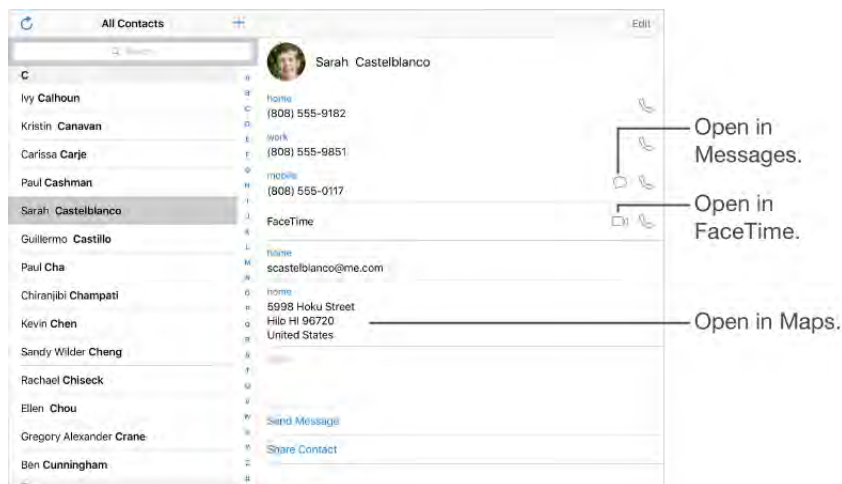 All Contacts
Edit
Search
C
Ivy Calhoun
Kristin Canavan
Carissa Carje
Paul Cashman
Sarah Castelblanco
Guillermo Castillo
Paul Cha
Chiranjibi Champati
Kevin Chen
Sandy Wilder Cheng
Rachael Chiseck
Ellen Chou
Gregory Alexander Crane
Ben Cunningham
Sarah Castelblanco
home
(808) 555-9182
work
(808) 555-9851
mobile
(808) 555-0117
FaceTime
home
scastelblanco@me.com
home
5998 Hoku Street
Hilo HI 96720
United States
Send Message
Share Contact
Open in
Messages.
Open in
FaceTime.
Open in Maps.